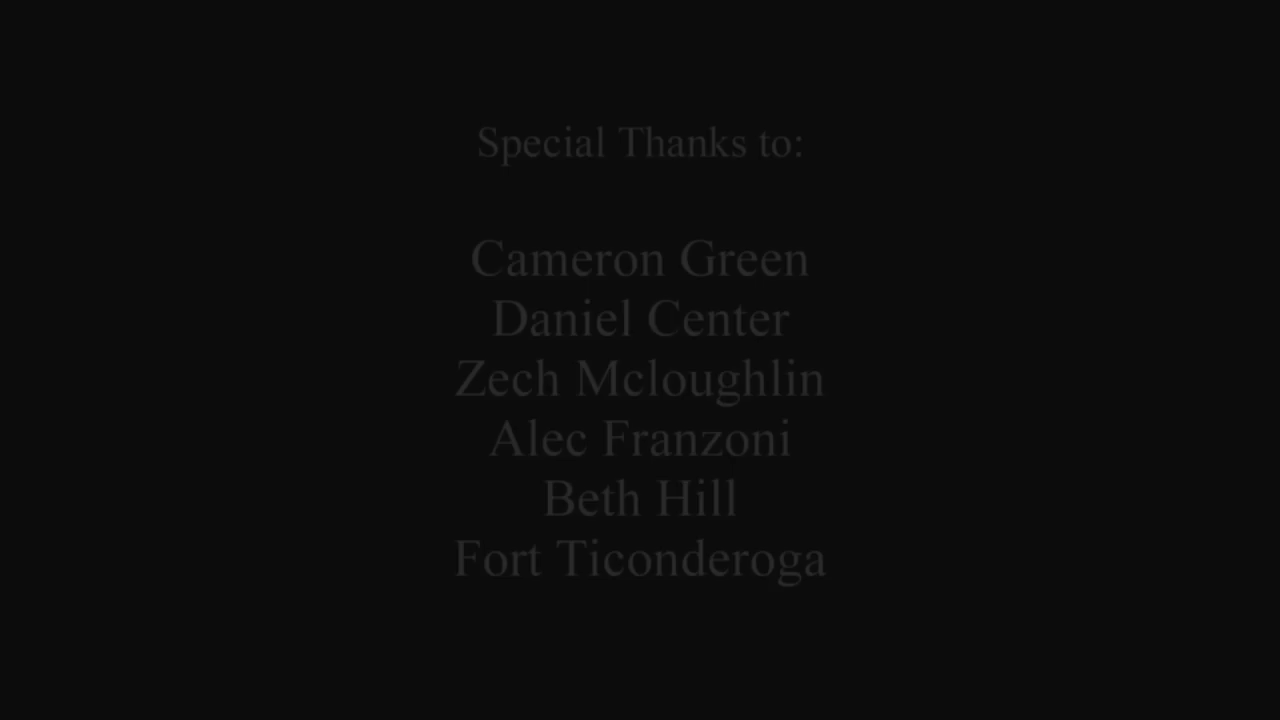 Special Thanks to:
Cameron Green
Daniel Center
Zech Mcloughlin
Alec Franzoni
Beth Hill
Fort Ticonderoga